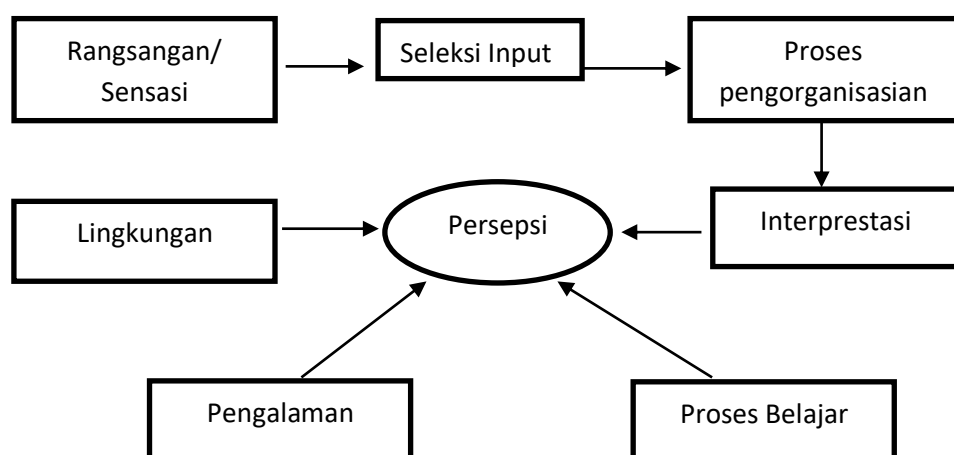 Rangsangan/
Sensasi
Seleksi Input
Proses
pengorganisasian
Lingkungan
Persepsi
Interprestasi
Pengalaman
Proses Belajar